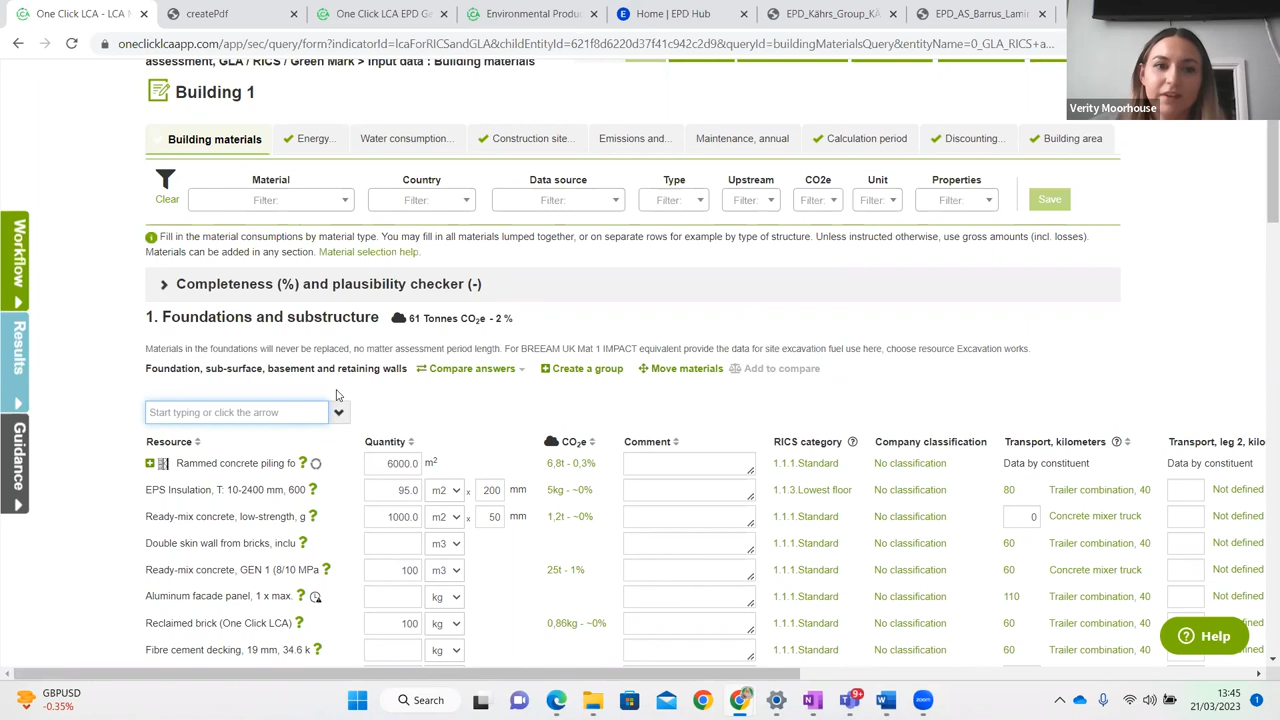 One Click LCA - LCA M
createPdf
One Click LCA EPD Ge
Environmental Produc
Home | EPD Hub
EPD_Kährs_Group_KÄ
EPD_AS_Barrus_Lamin
oneclicklcaapp.com/app/sec/query/form?indicatorId=lcaForRICSandGLA&childEntityId=621f8d6220d37f41c942c2d9&queryId=buildingMaterialsQuery&entityName=0_GLA_RICS+a...
assessment, GLA / RICS / Green Mark > Input data : Building materials
Building 1
Verity Moorhouse
Building materials
Energy...
Water consumption...
Construction site...
Emissions and...
Maintenance, annual
Calculation period
Discounting...
Building area
Clear
Material
Country
Data source
Type
Upstream
CO2e
Unit
Properties
Filter:
Filter:
Filter:
Filter:
Filter:
Filter:
Filter:
Filter:
Save
Fill in the material consumptions by material type. You may fill in all materials lumped together, or on separate rows for example by type of structure. Unless instructed otherwise, use gross amounts (incl. losses).
Materials can be added in any section. Material selection help.
Completeness (%) and plausibility checker (-)
1. Foundations and substructure 61 Tonnes CO2e - 2 %
Materials in the foundations will never be replaced, no matter assessment period length. For BREEAM UK Mat 1 IMPACT equivalent provide the data for site excavation fuel use here, choose resource Excavation works.
Foundation, sub-surface, basement and retaining walls Compare answers Create a group Move materials Add to compare
Start typing or click the arrow
Resource Quantity CO2e Comment RICS category Company classification Transport, kilometers Transport, leg 2, kilo
Rammed concrete piling fo ? 6000.0 m2 6,8t - 0,3% 1.1.1.Standard No classification Data by constituent Data by constituent
EPS Insulation, T: 10-2400 mm, 600 ? 95.0 m2 x 200 mm 5kg - ~0% 1.1.3.Lowest floor No classification 80 Trailer combination, 40 Not defined
Ready-mix concrete, low-strength, g ? 1000.0 m2 x 50 mm 1,2t - ~0% 1.1.1.Standard No classification 0 Concrete mixer truck Not defined
Double skin wall from bricks, inclu ? m3 1.1.1.Standard No classification 60 Trailer combination, 40 Not defined
Ready-mix concrete, GEN 1 (8/10 MPa ? 100 m3 25t - 1% 1.1.1.Standard No classification 60 Concrete mixer truck Not defined
Aluminum facade panel, 1 x max. ? kg 1.1.1.Standard No classification 110 Trailer combination, 40 Not defined
Reclaimed brick (One Click LCA) ? 100 kg 0,86kg - ~0% 1.1.1.Standard No classification 60 Trailer combination, 40 Not defined
Fibre cement decking, 19 mm, 34.6 k ? kg 1.1.1.Standard No classification 60 Trailer combination, 40 Not defined
Workflow
Results
Guidance
Help
GBPUSD
-0.35%
Search
9+
13:45
21/03/2023
1